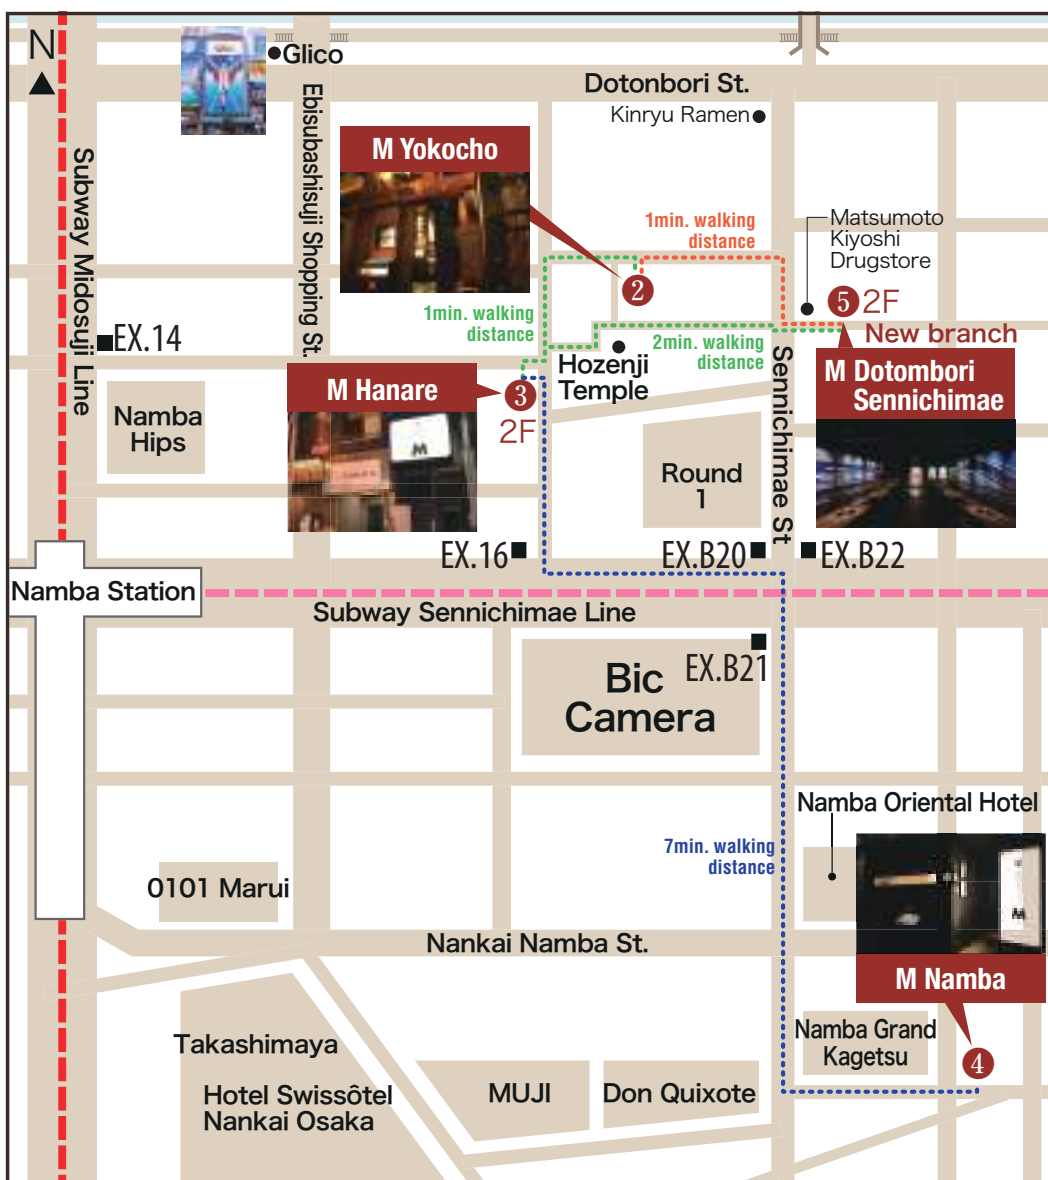 N
Glico
Dotonbori St.
Kinryu Ramen
Ebisubashisuji Shopping St.
Subway Midosuji Line
M Yokocho
1min. walking
distance
Matsumoto
Kiyoshi
Drugstore
2
5 2F
New branch
1min. walking
distance
2min. walking
distance
EX.14
Hozenji
Temple
Sennichimae St
M Dotombori
Sennichimae
M Hanare
3
2F
Namba
Hips
M
Round
1
EX.16
EX.B20
EX.B22
Namba Station
Subway Sennichimae Line
EX.B21
Bic
Camera
Namba Oriental Hotel
7min. walking
distance
0101 Marui
Nankai Namba St.
M Namba
Namba Grand
Kagetsu
4
Takashimaya
Hotel Swissôtel
Nankai Osaka
MUJI
Don Quixote